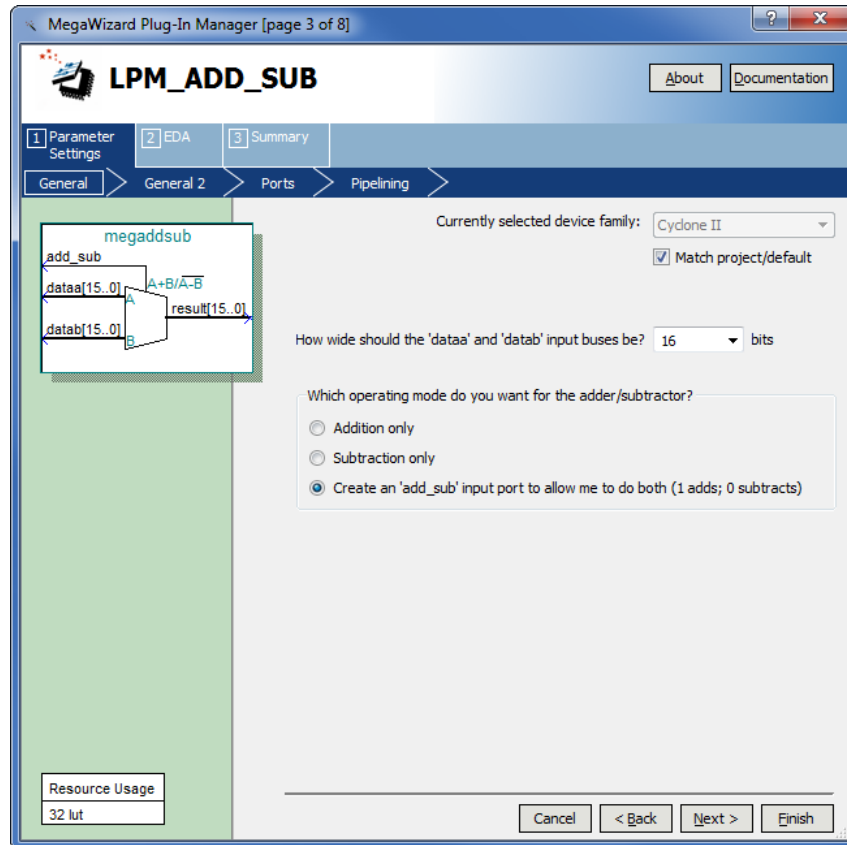 MegaWizard Plug-In Manager [page 3 of 8]
LPM_ADD_SUB
About
Documentation
1 Parameter
Settings
2 EDA
3 Summary
General
General 2
Ports
Pipelining
megaddsub
add_sub
A+B/A-B
dataa[15..0]
A
result[15..0]
datab[15..0]
B
Currently selected device family:
Cyclone II
Match project/default
How wide should the 'dataa' and 'datab' input buses be?
16
bits
Which operating mode do you want for the adder/subtractor?
Addition only
Subtraction only
Create an 'add_sub' input port to allow me to do both (1 adds; 0 subtracts)
Resource Usage
32 lut
Cancel
< Back
Next >
Finish